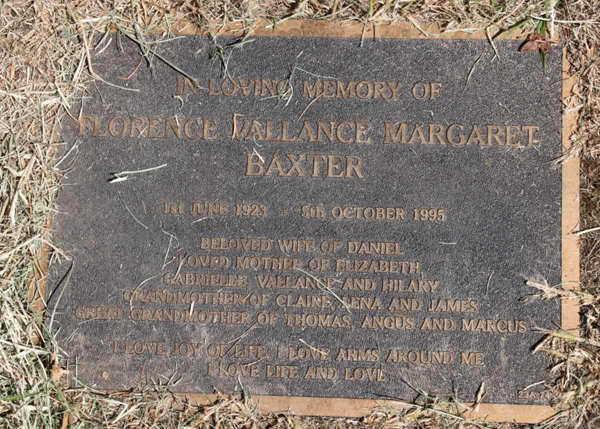 IN LOVING MEMORY OF
FLORENCE VALLANCE MARGARET
BAXTER
1st JUNE 1923 - 5th OCTOBER 1995
BELOVED WIFE OF DANIEL
LOVED MOTHER OF ELIZABETH,
GABRIELLE, VALLANCE AND HILARY
GRANDMOTHER OF CLAIRE, LENA AND JAMES
GREAT GRANDMOTHER OF THOMAS, ANGUS AND MARCUS
I LOVE JOY OF LIFE, I LOVE ARMS AROUND ME
I LOVE LIFE AND LOVE